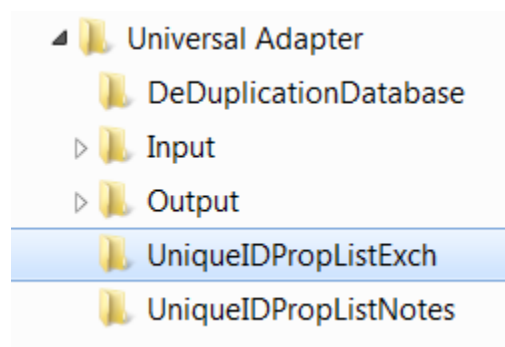 Universal Adapter
DeDuplicationDatabase
Input
Output
UniqueIDPropListExch
UniqueIDPropListNotes